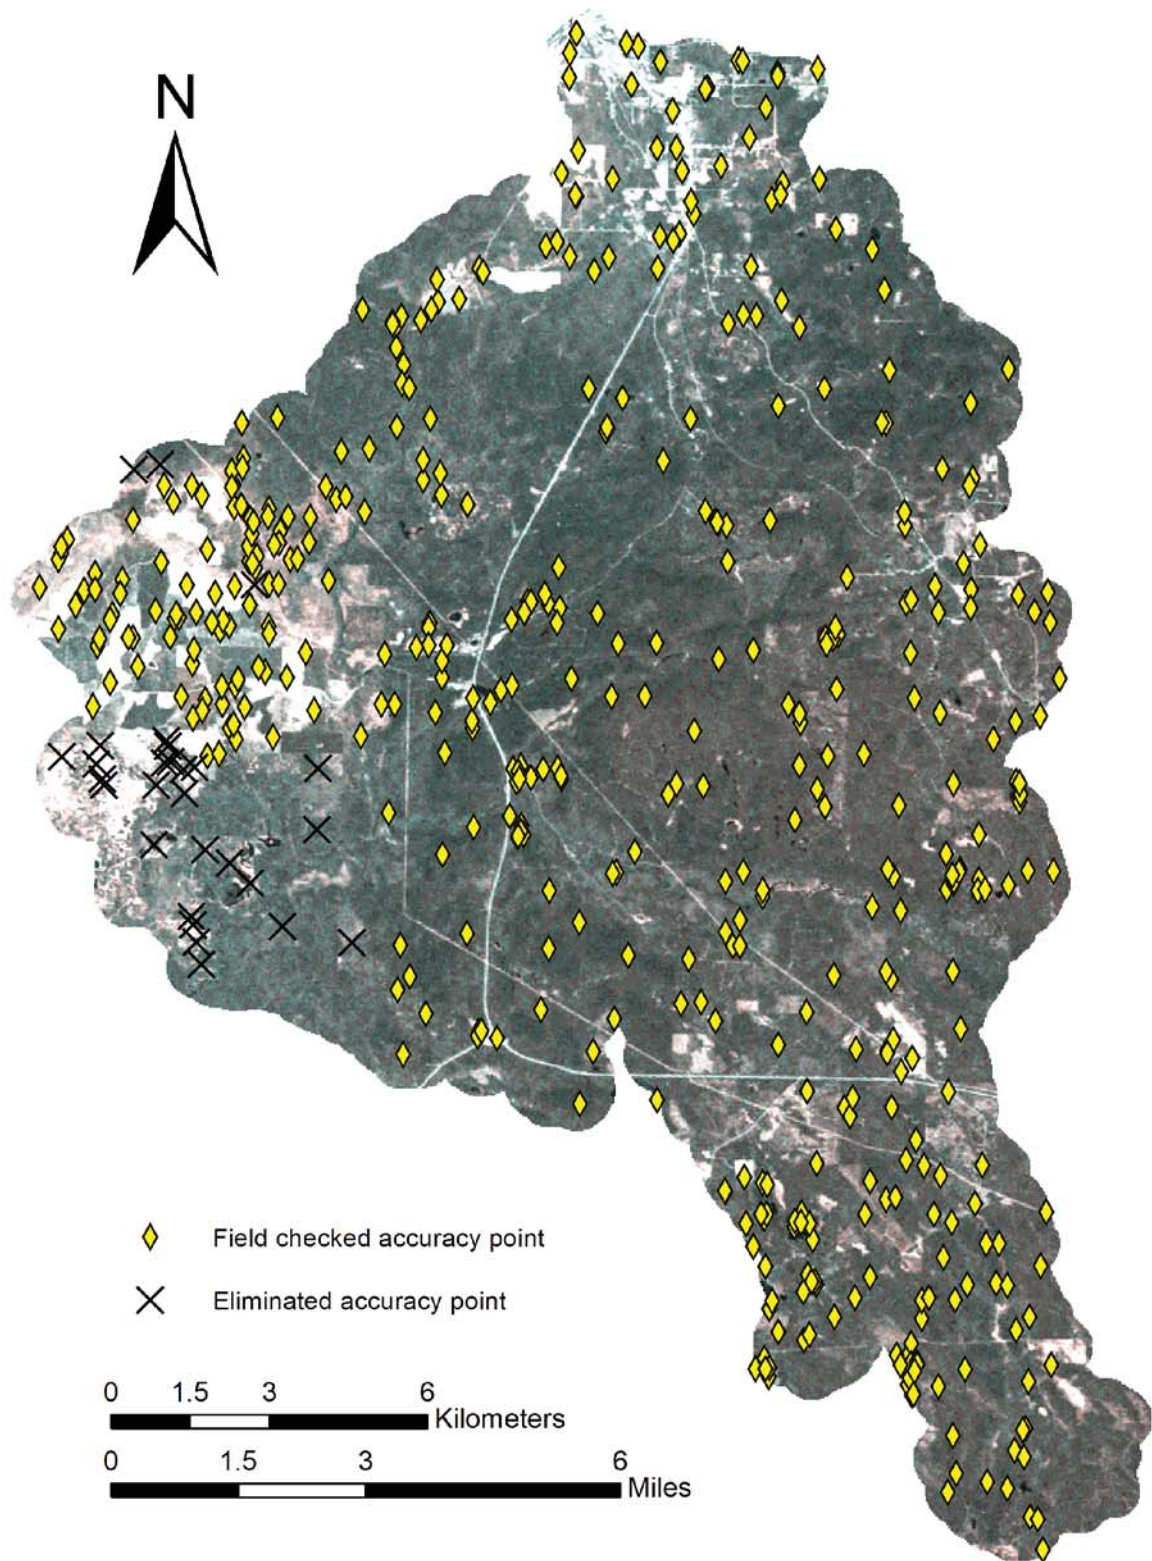 N
Field checked accuracy point
Eliminated accuracy point
0 1.5 3 6
Kilometers
0 1.5 3 6
Miles